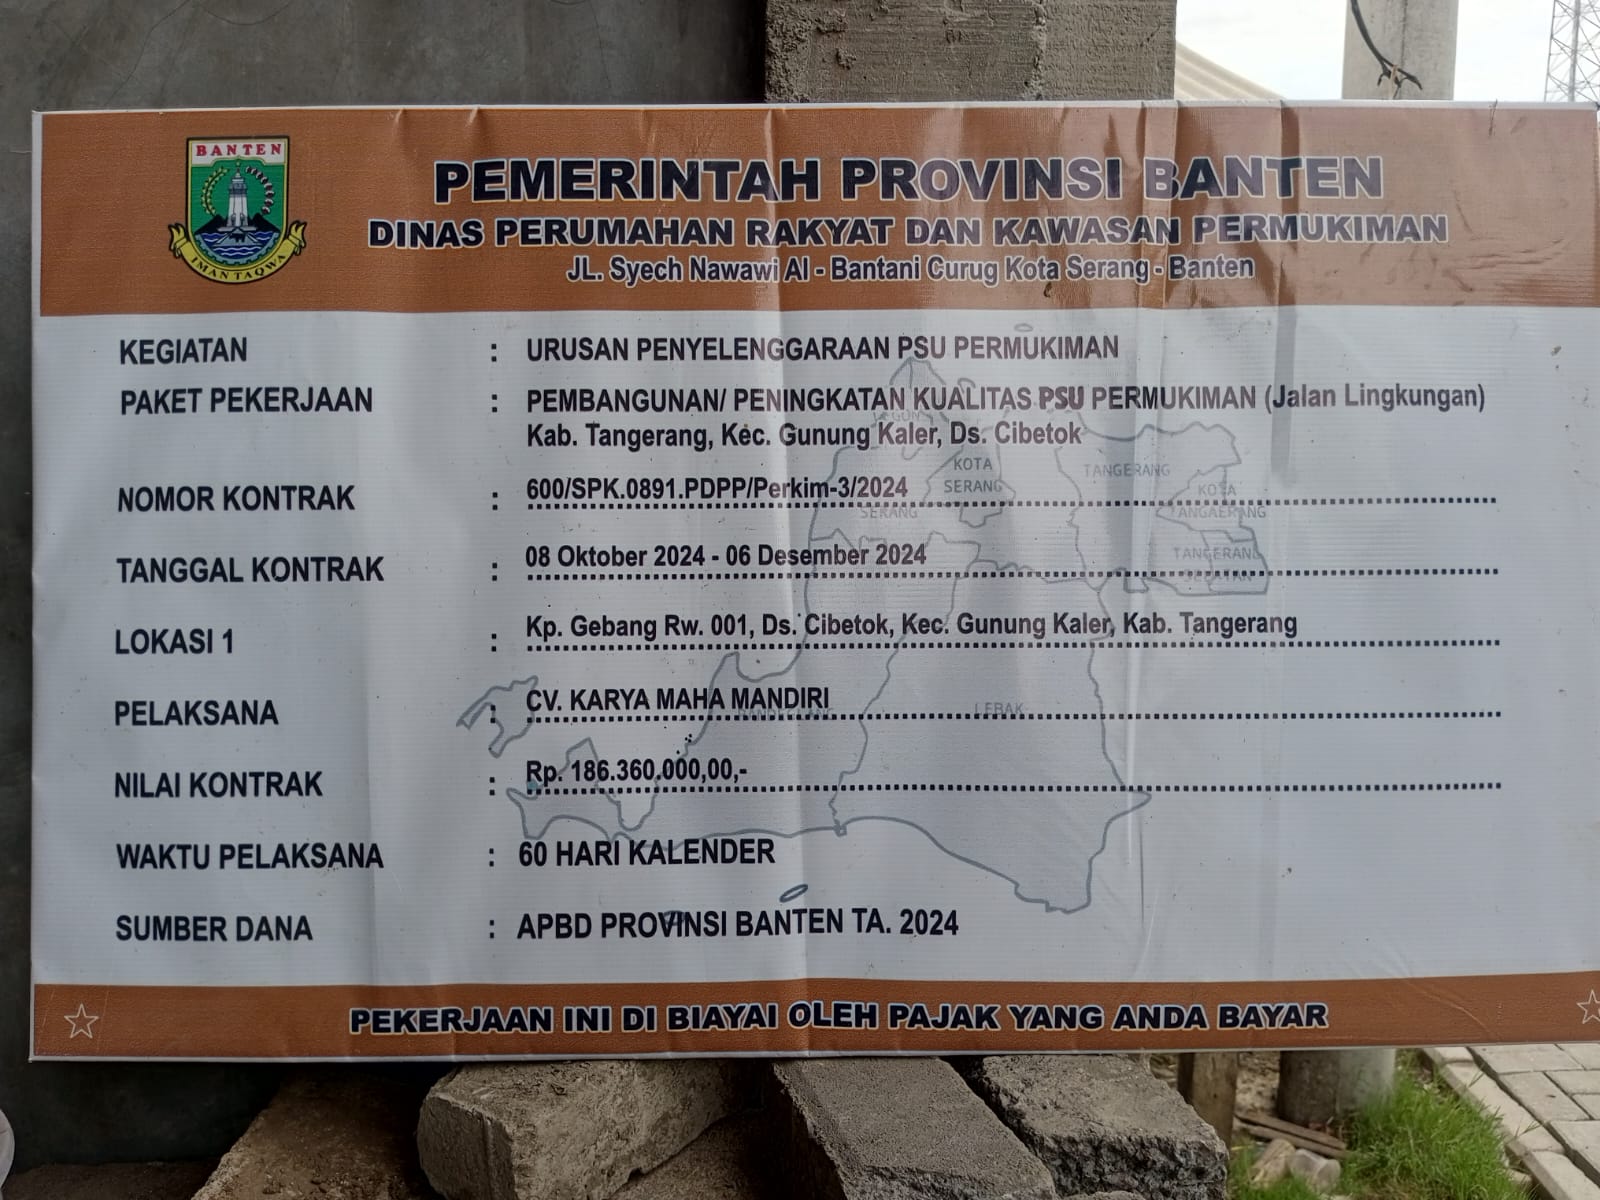 BANTEN
IMAN TAQWA
PEMERINTAH PROVINSI BANTEN
DINAS PERUMAHAN RAKYAT DAN KAWASAN PERMUKIMAN
JL. Syech Nawawi Al - Bantani Curug Kota Serang - Banten
KEGIATAN : URUSAN PENYELENGGARAAN PSU PERMUKIMAN
PAKET PEKERJAAN : PEMBANGUNAN/ PENINGKATAN KUALITAS PSU PERMUKIMAN (Jalan Lingkungan)
Kab. Tangerang, Kec. Gunung Kaler, Ds. Cibetok
NOMOR KONTRAK : 600/SPK.0891.PDPP/Perkim-3/2024
TANGGAL KONTRAK : 08 Oktober 2024 - 06 Desember 2024
LOKASI 1 : Kp. Gebang Rw. 001, Ds. Cibetok, Kec. Gunung Kaler, Kab. Tangerang
PELAKSANA : CV. KARYA MAHA MANDIRI
NILAI KONTRAK : Rp. 186.360.000,00,-
WAKTU PELAKSANA : 60 HARI KALENDER
SUMBER DANA : APBD PROVINSI BANTEN TA. 2024
KOTA
SERANG
TANGERANG
KOTA
TANGAERANG
SERANG
TANGERANG
PANDEGLANG
LEBAK
PEKERJAAN INI DI BIAYAI OLEH PAJAK YANG ANDA BAYAR